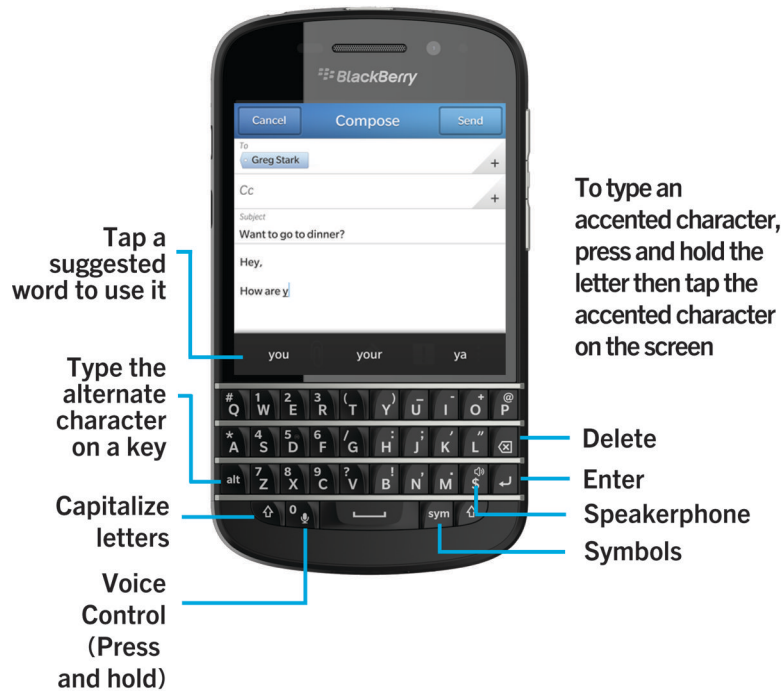 BlackBerry
Cancel Compose Send
To
Greg Stark
+
Cc
+
Subject
Want to go to dinner?
Hey,
How are y
you your ya
Tap a
suggested
word to use it
To type an
accented character,
press and hold the
letter then tap the
accented character
on the screen
Type the
alternate
character
on a key
# 1 2 3 ( ) _ - + @
Q W E R T Y U I O P
* 4 5 6 / : ; ' "
A S D F G H J K L
alt 7 8 9 ? ! , .
Z X C V B N M $
0 sym
Delete
Enter
Speakerphone
Symbols
Capitalize
letters
Voice
Control
(Press
and hold)